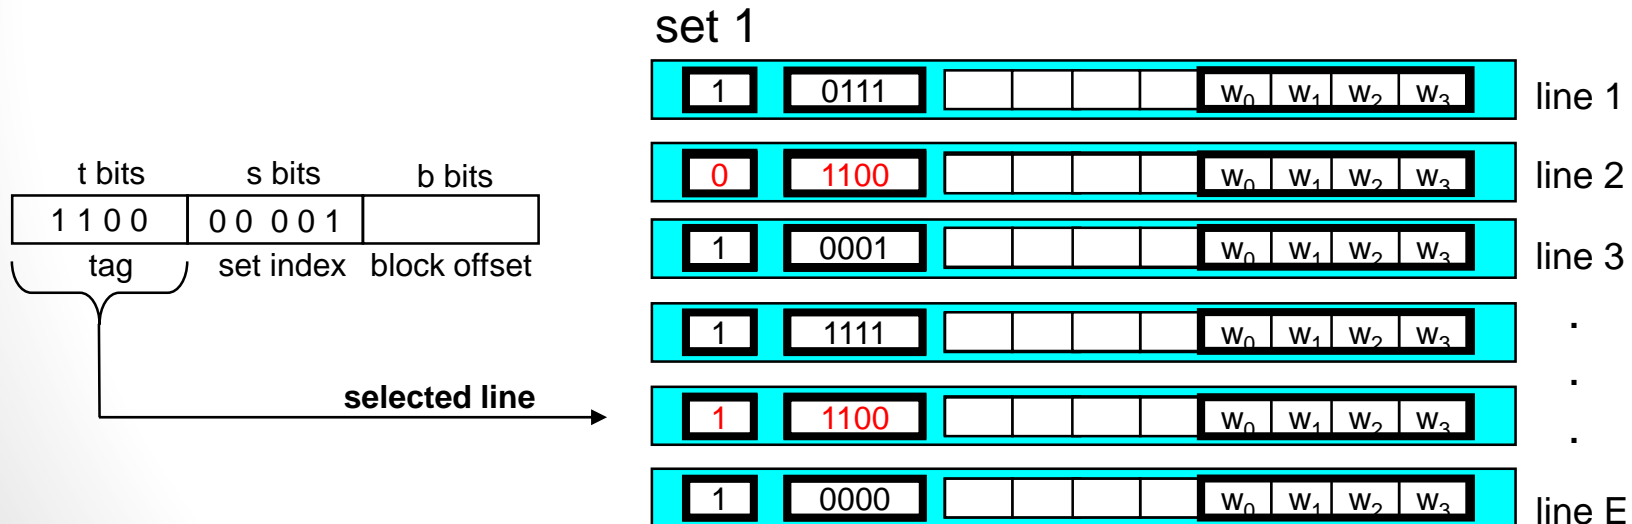 set 1
1 0111 w0 w1 w2 w3 line 1
0 1100 w0 w1 w2 w3 line 2
t bits s bits b bits
1 1 0 0 0 0 0 0 1
tag set index block offset
1 0001 w0 w1 w2 w3 line 3
1 1111 w0 w1 w2 w3 .
.
selected line
1 1100 w0 w1 w2 w3
.
1 0000 w0 w1 w2 w3 line E